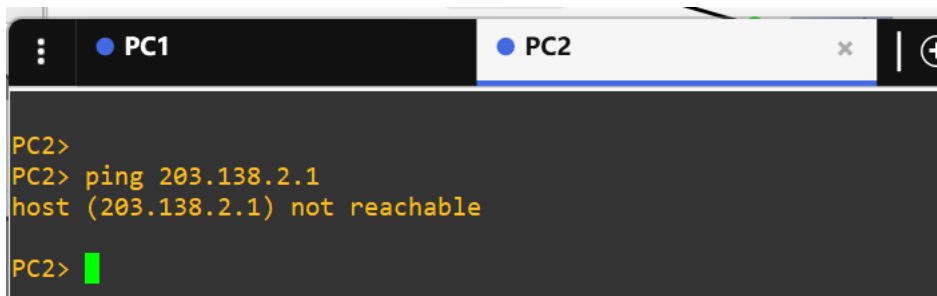 PC1
PC2
PC2>
PC2> ping 203.138.2.1
host (203.138.2.1) not reachable
PC2>